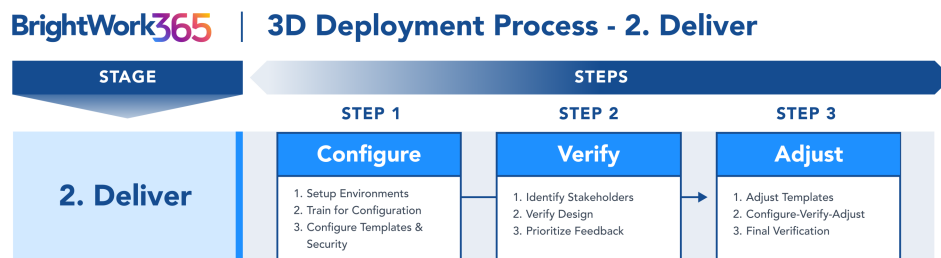 BrightWork365 | 3D Deployment Process - 2. Deliver
STAGE
STEPS
STEP 1
STEP 2
STEP 3
2. Deliver
Configure
1. Setup Environments
2. Train for Configuration
3. Configure Templates &
Security
Verify
1. Identify Stakeholders
2. Verify Design
3. Prioritize Feedback
Adjust
1. Adjust Templates
2. Configure-Verify-Adjust
3. Final Verification